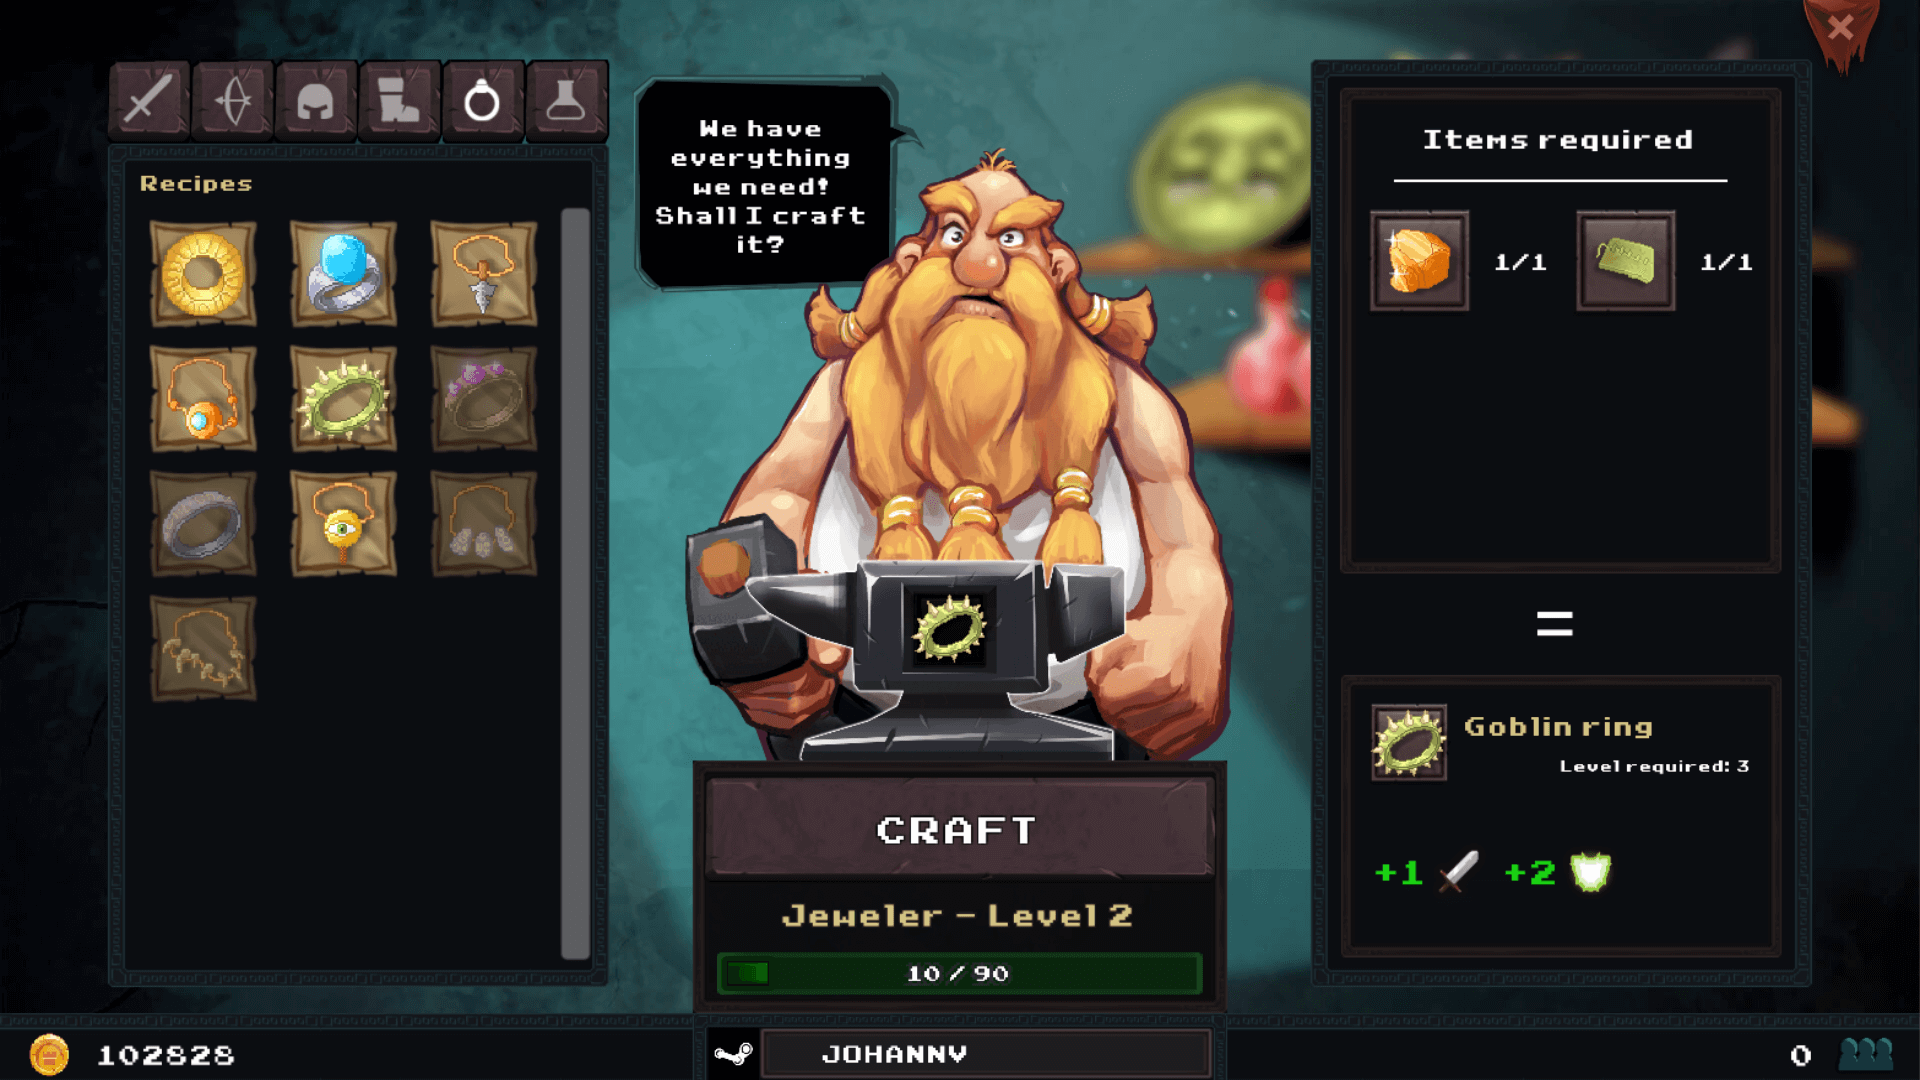 We have
everything
we need!
Shall I craft
it?
Recipes
Items required
1/1
1/1
=
Goblin ring
Level required: 3
+1
+2
CRAFT
Jeweler - Level 2
10 / 90
102828
JOHANNV
0